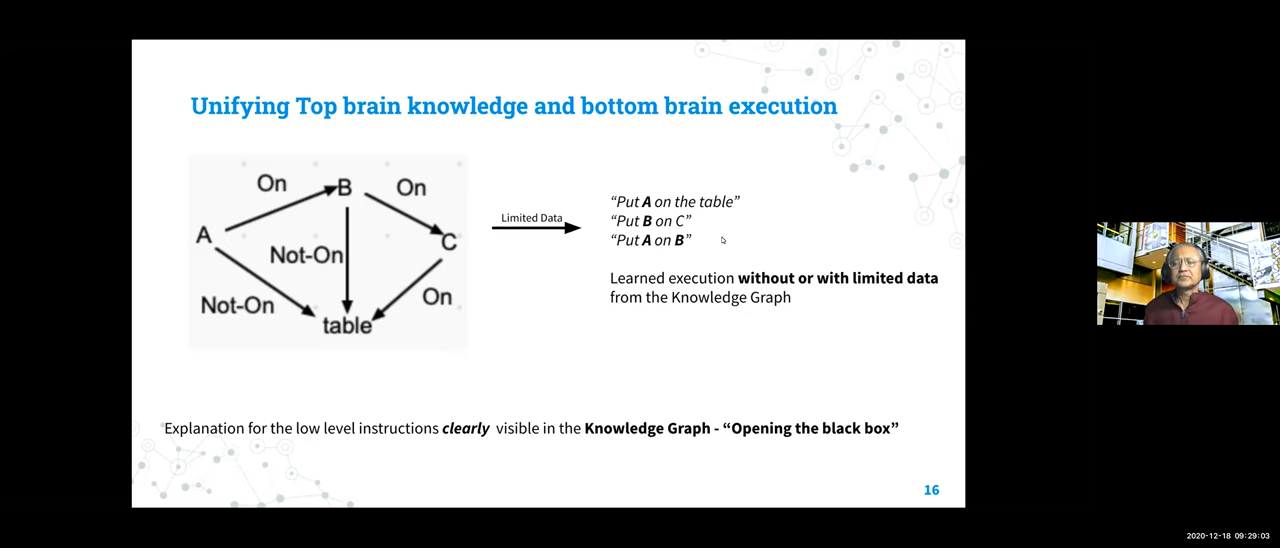 Unifying Top brain knowledge and bottom brain execution
On
B
On
A
C
Not-On
Not-On
On
table
Limited Data
“Put A on the table”
“Put B on C”
“Put A on B”
Learned execution without or with limited data
from the Knowledge Graph
Explanation for the low level instructions clearly visible in the Knowledge Graph - “Opening the black box”
16
2020-12-18 09:29:03